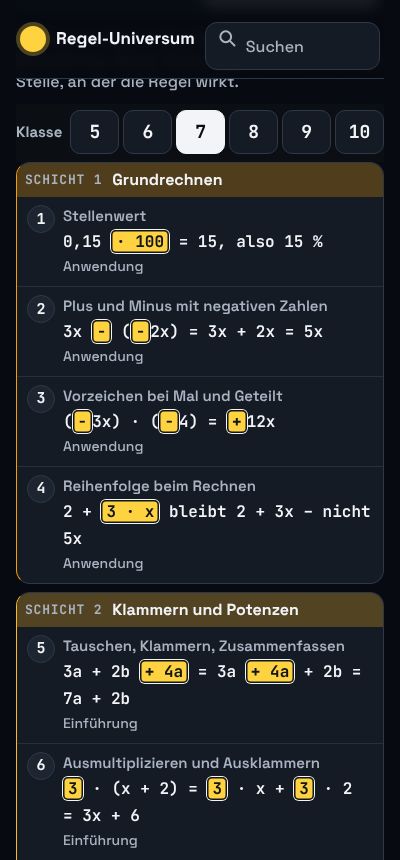 Regel-Universum
Suchen
Stelle, an der die Regel wirkt.
Klasse 5 6 7 8 9 10
SCHICHT 1 Grundrechnen
1 Stellenwert
0,15 · 100 = 15, also 15 %
Anwendung
2 Plus und Minus mit negativen Zahlen
3x - (-2x) = 3x + 2x = 5x
Anwendung
3 Vorzeichen bei Mal und Geteilt
(-3x) · (-4) = +12x
Anwendung
4 Reihenfolge beim Rechnen
2 + 3 · x bleibt 2 + 3x – nicht
5x
Anwendung
SCHICHT 2 Klammern und Potenzen
5 Tauschen, Klammern, Zusammenfassen
3a + 2b + 4a = 3a + 4a + 2b =
7a + 2b
Einführung
6 Ausmultiplizieren und Ausklammern
3 · (x + 2) = 3 · x + 3 · 2
= 3x + 6
Einführung